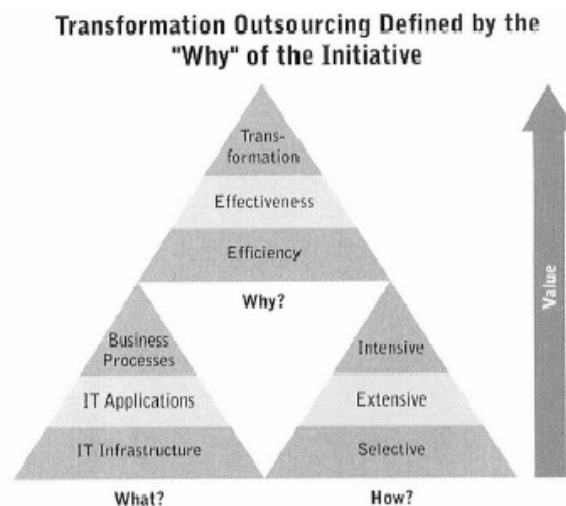 Transformation Outsourcing Defined by the
"Why" of the Initiative
Trans-
formation
Effectiveness
Efficiency
Why?
Business
Processes
IT Applications
IT Infrastructure
What?
Intensive
Extensive
Selective
How?
Value